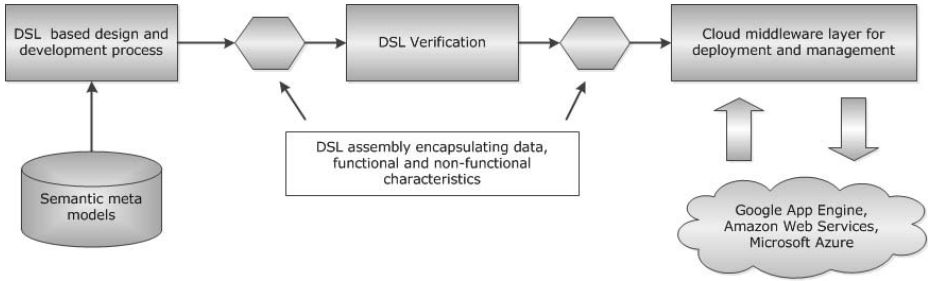 DSL based design and
development process
DSL Verification
Cloud middleware layer for
deployment and management
DSL assembly encapsulating data,
functional and non-functional
characteristics
Semantic meta
models
Google App Engine,
Amazon Web Services,
Microsoft Azure